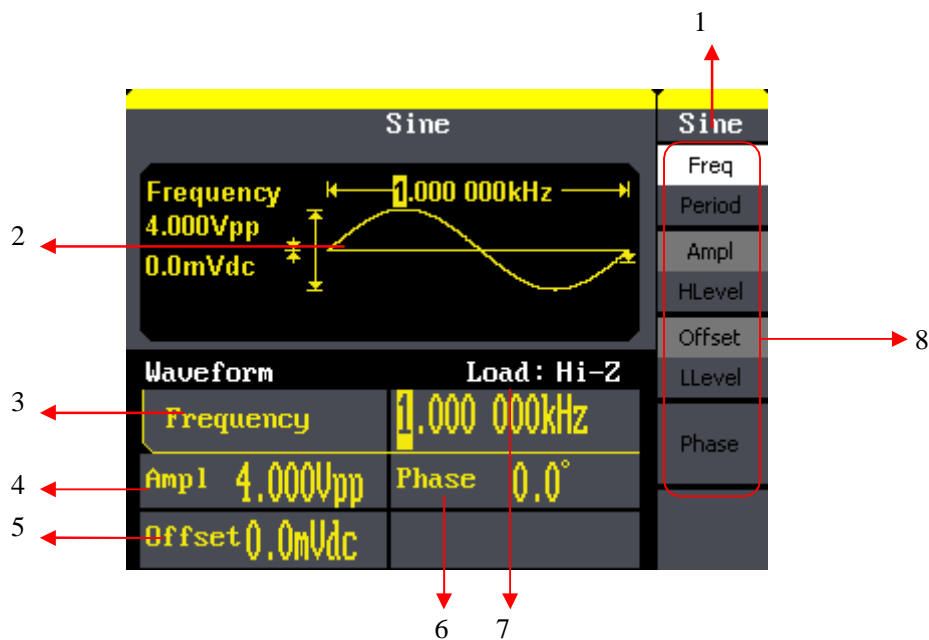 1
Sine
Sine
Freq
Period
Ampl
HLevel
Offset
LLevel
Phase
8
2
Frequency
1.000 000kHz
4.000Vpp
0.0mVdc
Waveform
Load: Hi-Z
3
Frequency
1.000 000kHz
4
Ampl 4.000Vpp
Phase 0.0°
5
Offset 0.0mVdc
6
7